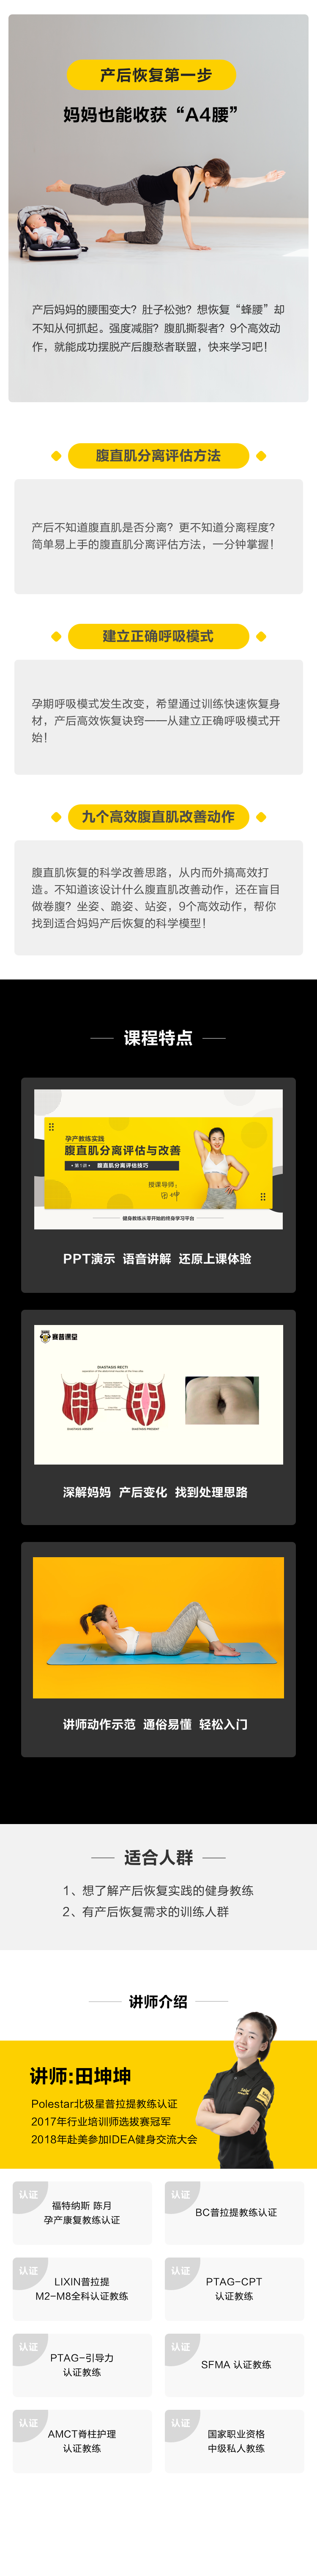 产后恢复第一步
妈妈也能收获“A4腰”
产后妈妈的腰围变大？肚子松弛？想恢复“蜂腰”却
不知从何抓起。强度减脂？腹肌撕裂者？9个高效动
作，就能成功摆脱产后腹愁者联盟，快来学习吧！
腹直肌分离评估方法
产后不知道腹直肌是否分离？更不知道分离程度？
简单易上手的腹直肌分离评估方法，一分钟掌握！
建立正确呼吸模式
孕期呼吸模式发生改变，希望通过训练快速恢复身
材，产后高效恢复诀窍——从建立正确呼吸模式开
始！
九个高效腹直肌改善动作
腹直肌恢复的科学改善思路，从内而外搞高效打
造。不知道该设计什么腹直肌改善动作，还在盲目
做卷腹？坐姿、跪姿、站姿，9个高效动作，帮你
找到适合妈妈产后恢复的科学模型！
课程特点
孕产教练实践
腹直肌分离评估与改善
• 第1讲 • 腹直肌分离评估技巧
授课导师：
健身教练从零开始的终身学习平台
PPT演示 语音讲解 还原上课体验
赛普课堂
DIASTASIS RECTI
DIASTASIS ABSENT
DIASTASIS PRESENT
深解妈妈 产后变化 找到处理思路
讲师动作示范 通俗易懂 轻松入门
适合人群
1、想了解产后恢复实践的健身教练
2、有产后恢复需求的训练人群
讲师介绍
讲师:田坤坤
Polestar北极星普拉提教练认证
2017年行业培训师选拔赛冠军
2018年赴美参加IDEA健身交流大会
认证
福特纳斯 陈月
孕产康复教练认证
认证
BC普拉提教练认证
认证
LIXIN普拉提
M2-M8全科认证教练
认证
PTAG-CPT
认证教练
认证
PTAG-引导力
认证教练
认证
SFMA 认证教练
认证
AMCT脊柱护理
认证教练
认证
国家职业资格
中级私人教练